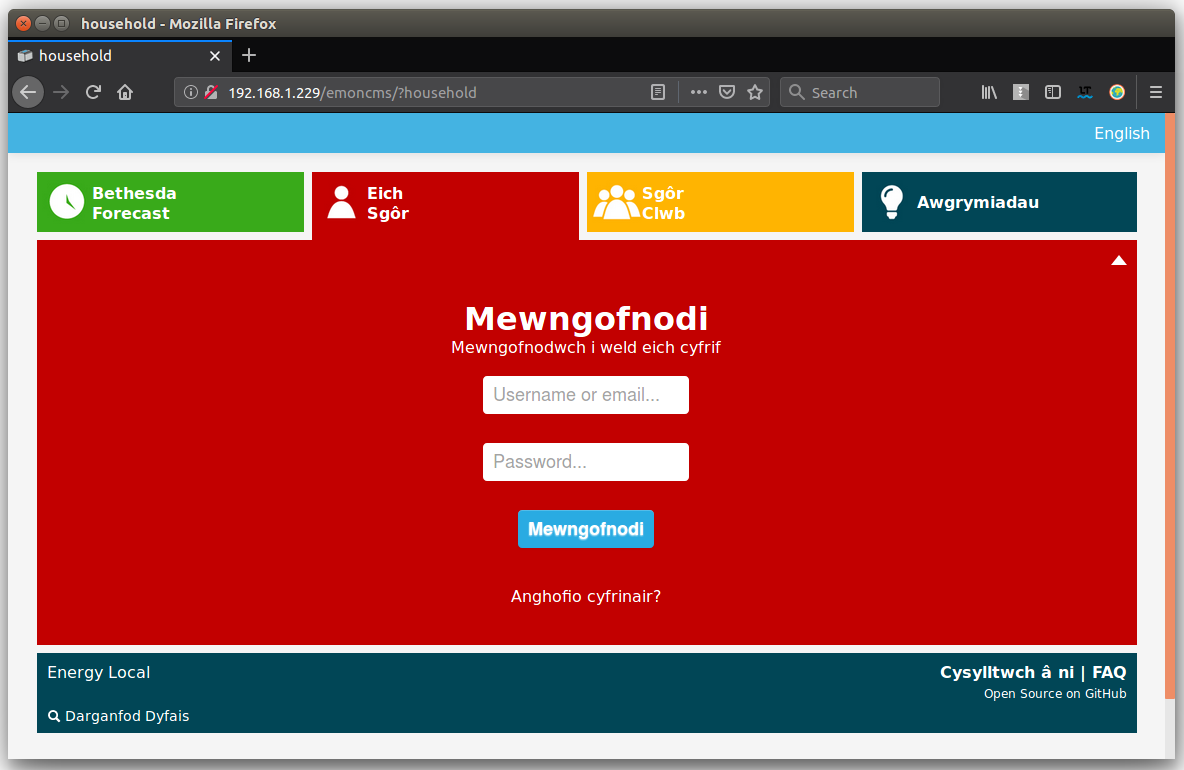 household - Mozilla Firefox
household
192.168.1.229/emoncms/?household
Search
English
Bethesda
Forecast
Eich
Sgôr
Sgôr
Clwb
Awgrymiadau
Mewngofnodi
Mewngofnodwch i weld eich cyfrif
Username or email...
Password...
Mewngofnodi
Anghofio cyfrinair?
Energy Local
Cysylltwch â ni | FAQ
Open Source on GitHub
Darganfod Dyfais